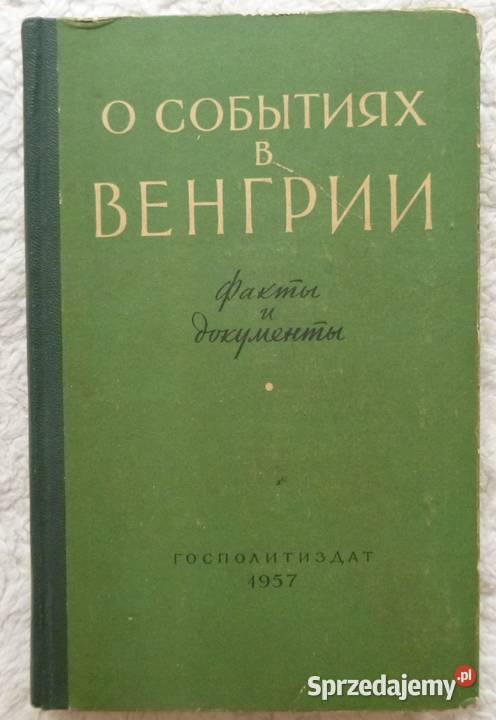 О СОБЫТИЯХ
В
ВЕНГРИИ
факты
и
документы
ГОСПОЛИТИЗДАТ
1957
Sprzedajemy.pl